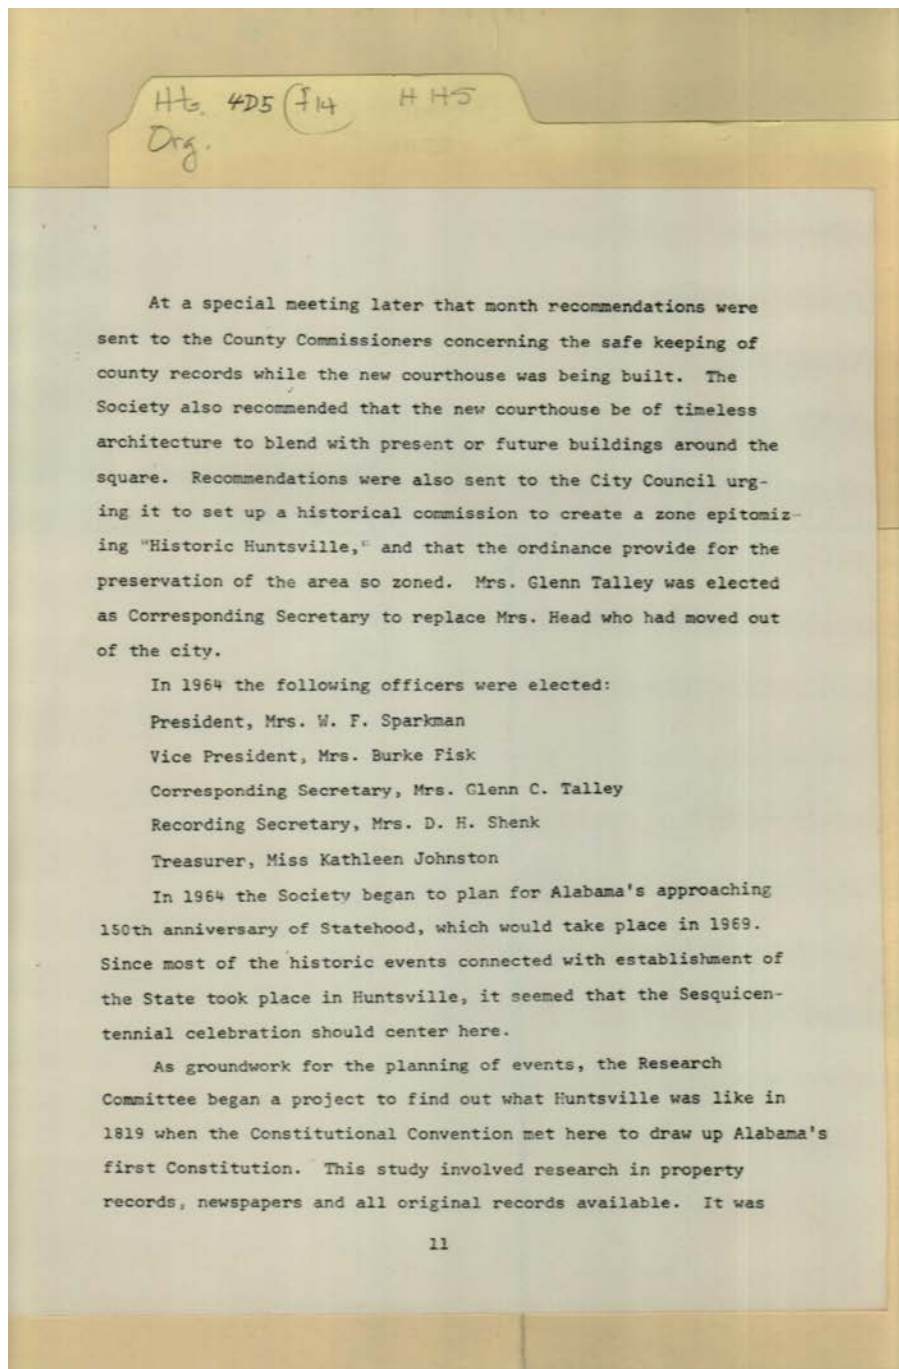 Hts. 4D5 (f14 H H S
Org.
At a special meeting later that month recommendations were
sent to the County Commissioners concerning the safe keeping of
county records while the new courthouse was being built. The
Society also recommended that the new courthouse be of timeless
architecture to blend with present or future buildings around the
square. Recommendations were also sent to the City Council urg-
ing it to set up a historical commission to create a zone epitomiz-
ing "Historic Huntsville," and that the ordinance provide for the
preservation of the area so zoned. Mrs. Glenn Talley was elected
as Corresponding Secretary to replace Mrs. Head who had moved out
of the city.
In 1964 the following officers were elected:
President, Mrs. W. F. Sparkman
Vice President, Mrs. Burke Fisk
Corresponding Secretary, Mrs. Glenn C. Talley
Recording Secretary, Mrs. D. H. Shenk
Treasurer, Miss Kathleen Johnston
In 1964 the Society began to plan for Alabama's approaching
150th anniversary of Statehood, which would take place in 1969.
Since most of the historic events connected with establishment of
the State took place in Huntsville, it seemed that the Sesquicen-
tennial celebration should center here.
As groundwork for the planning of events, the Research
Committee began a project to find out what Huntsville was like in
1819 when the Constitutional Convention met here to draw up Alabama's
first Constitution. This study involved research in property
records, newspapers and all original records available. It was
11